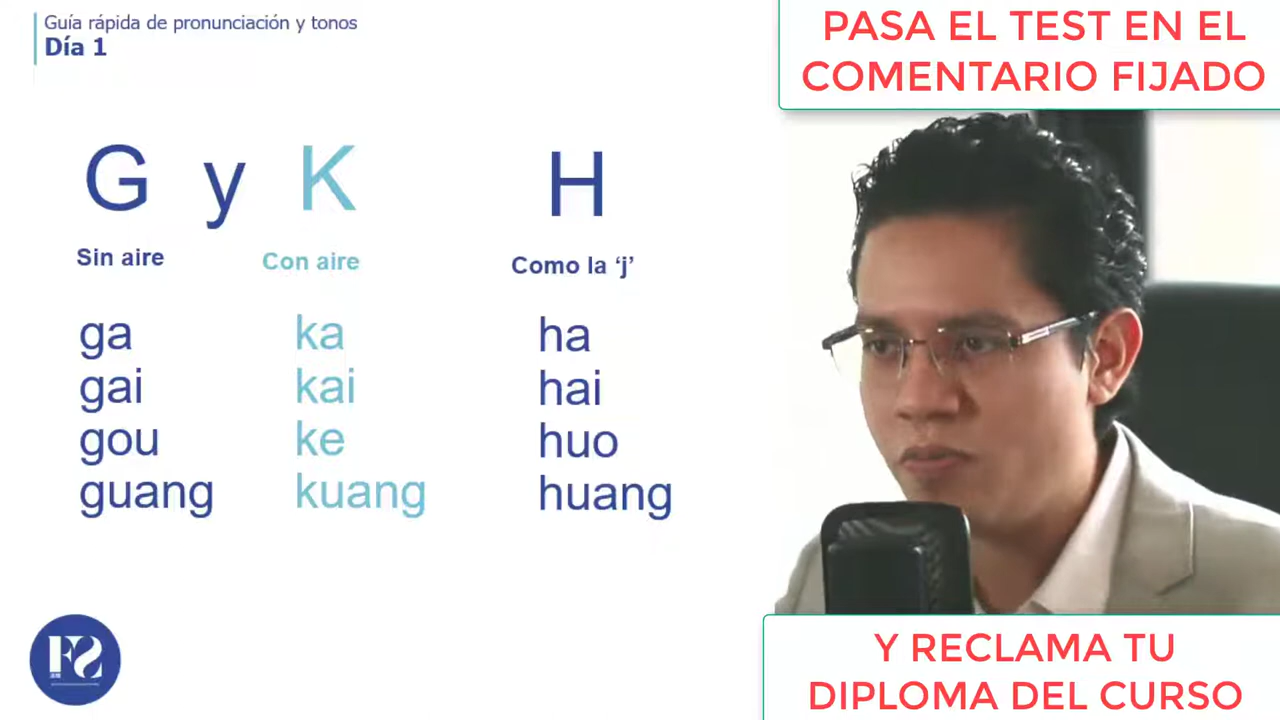 Guía rápida de pronunciación y tonos
Día 1
PASA EL TEST EN EL
COMENTARIO FIJADO
G y K H
Sin aire Con aire Como la ‘j’
ga ka ha
gai kai hai
gou ke huo
guang kuang huang
Y RECLAMA TU
DIPLOMA DEL CURSO